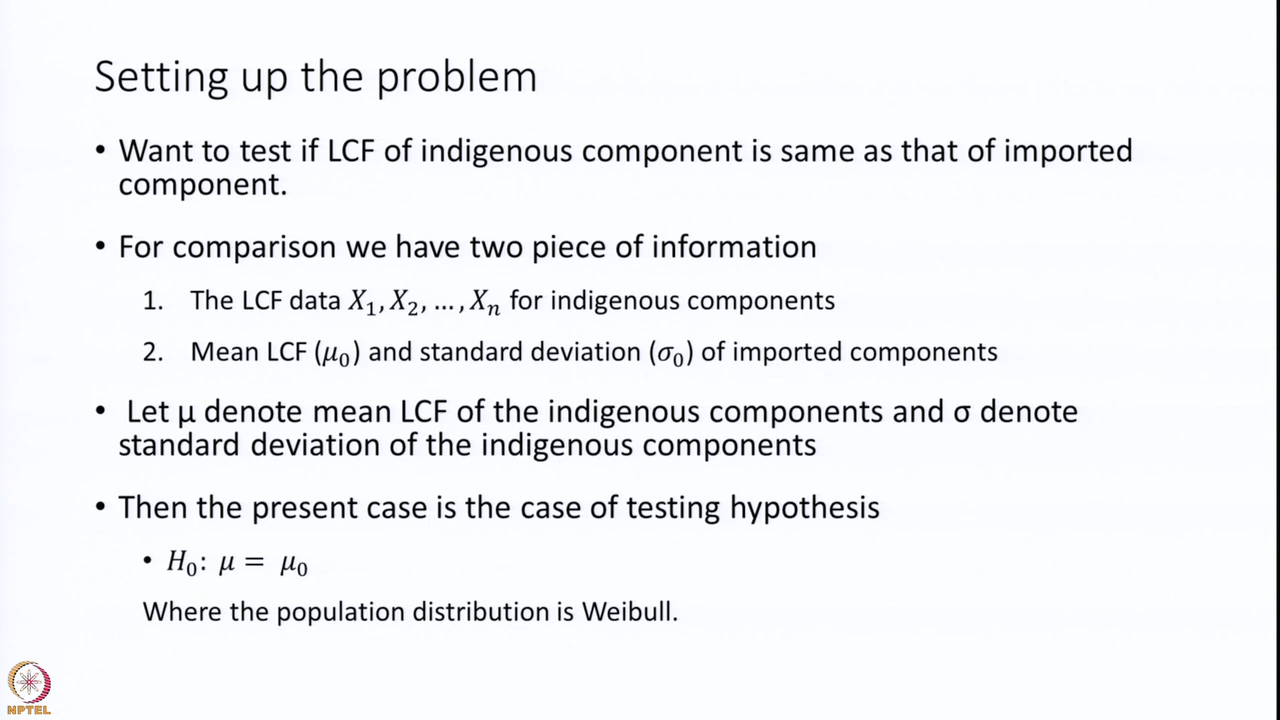 Setting up the problem
• Want to test if LCF of indigenous component is same as that of imported
component.
• For comparison we have two piece of information
1. The LCF data X₁, X₂, ..., Xₙ for indigenous components
2. Mean LCF (μ₀) and standard deviation (σ₀) of imported components
• Let μ denote mean LCF of the indigenous components and σ denote
standard deviation of the indigenous components
• Then the present case is the case of testing hypothesis
• H₀: μ = μ₀
Where the population distribution is Weibull.
NPTEL